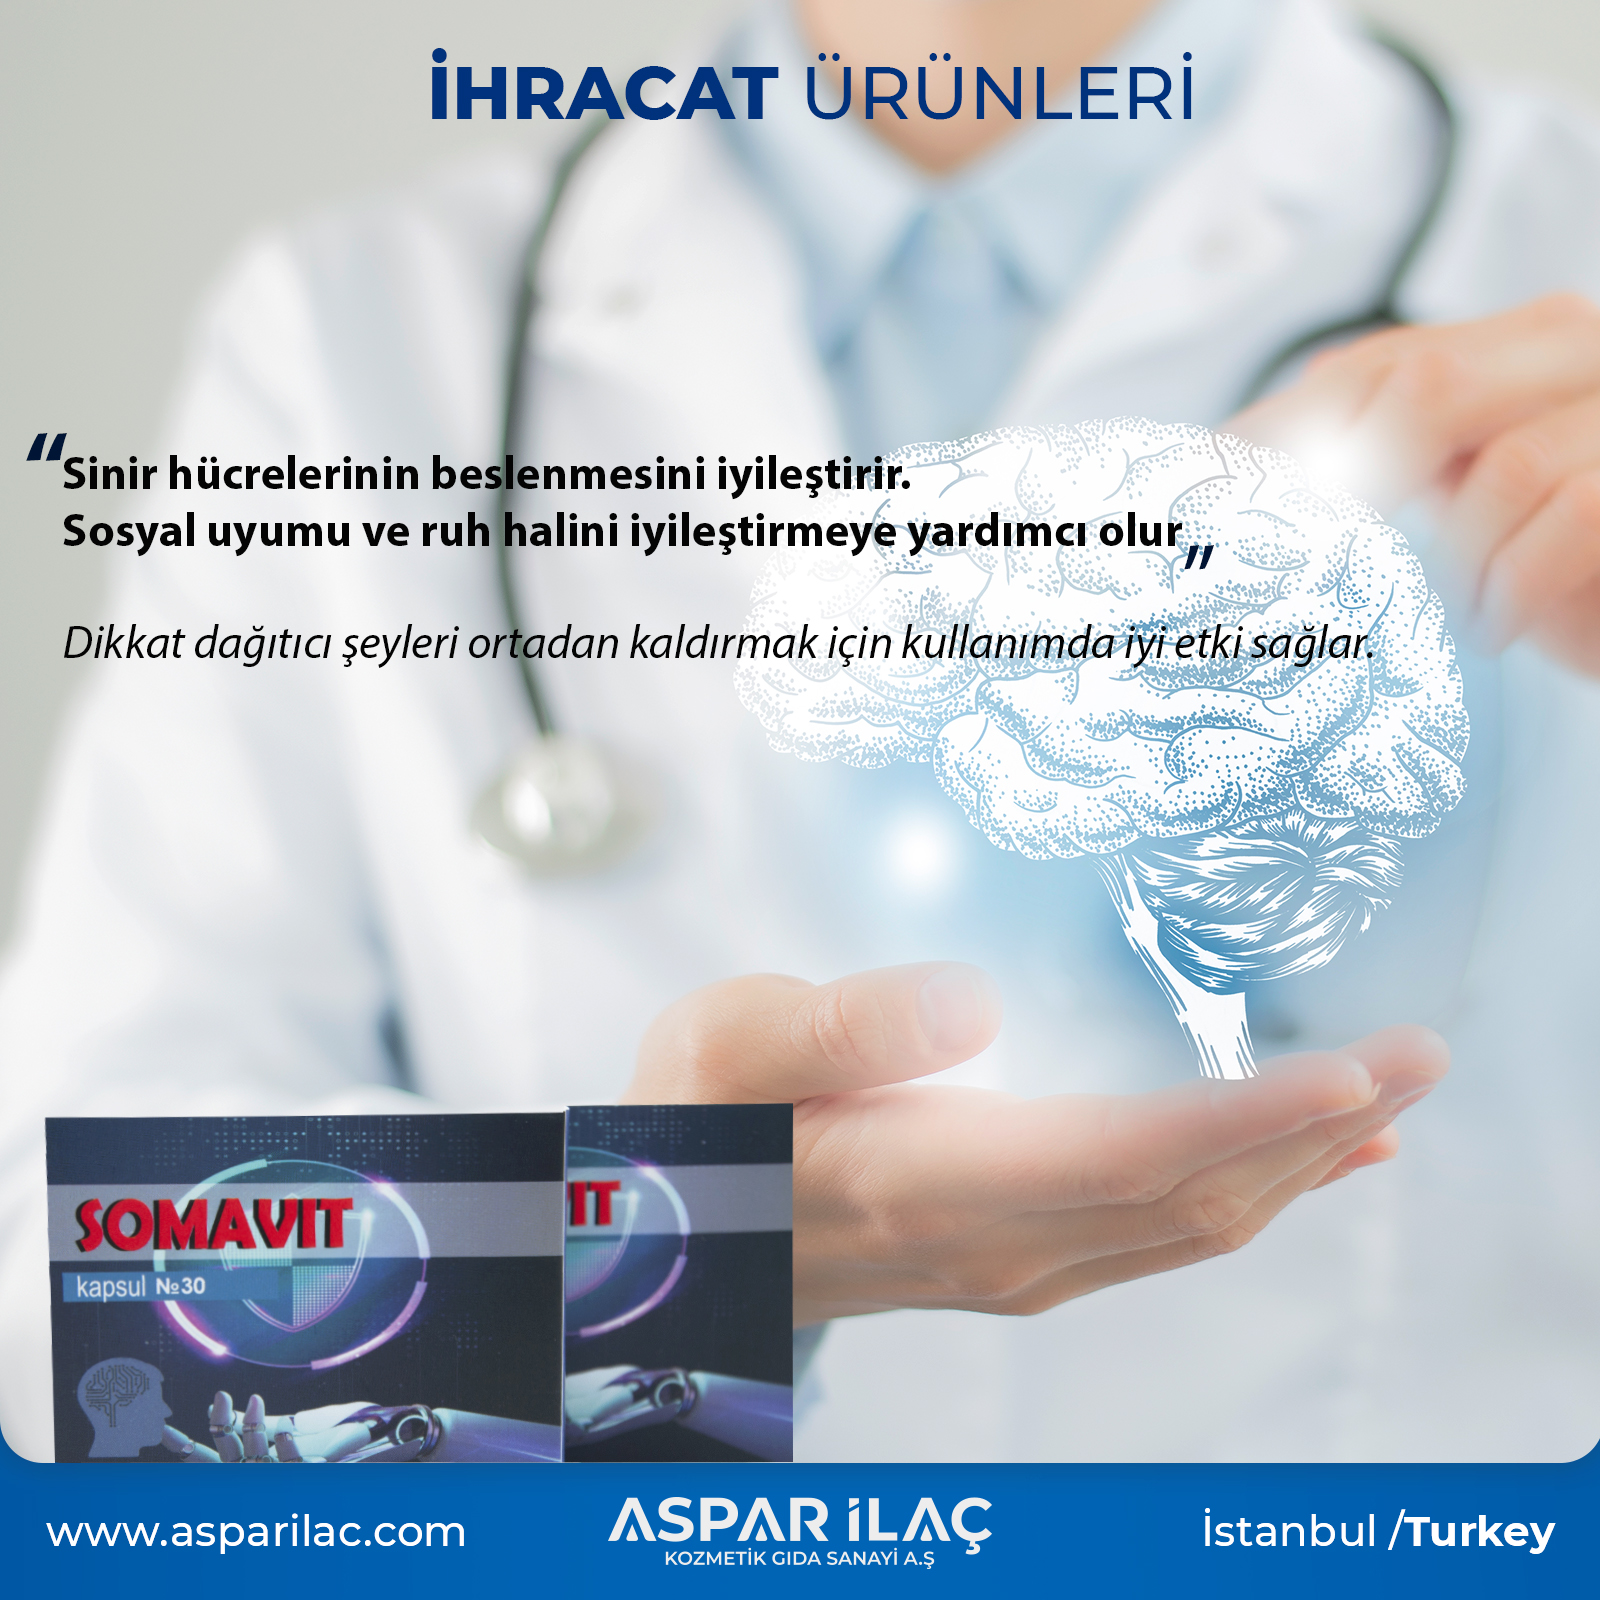 İHRACAT ÜRÜNLERİ
“Sinir hücrelerinin beslenmesini iyileştirir.
Sosyal uyumu ve ruh halini iyileştirmeye yardımcı olur”
Dikkat dağıtıcı şeyleri ortadan kaldırmak için kullanımda iyi etki sağlar.
SOMAVIT
IT
kapsul №30
www.asparilac.com
ASPAR İLAÇ
KOZMETİK GIDA SANAYİ A.Ş
İstanbul /Turkey